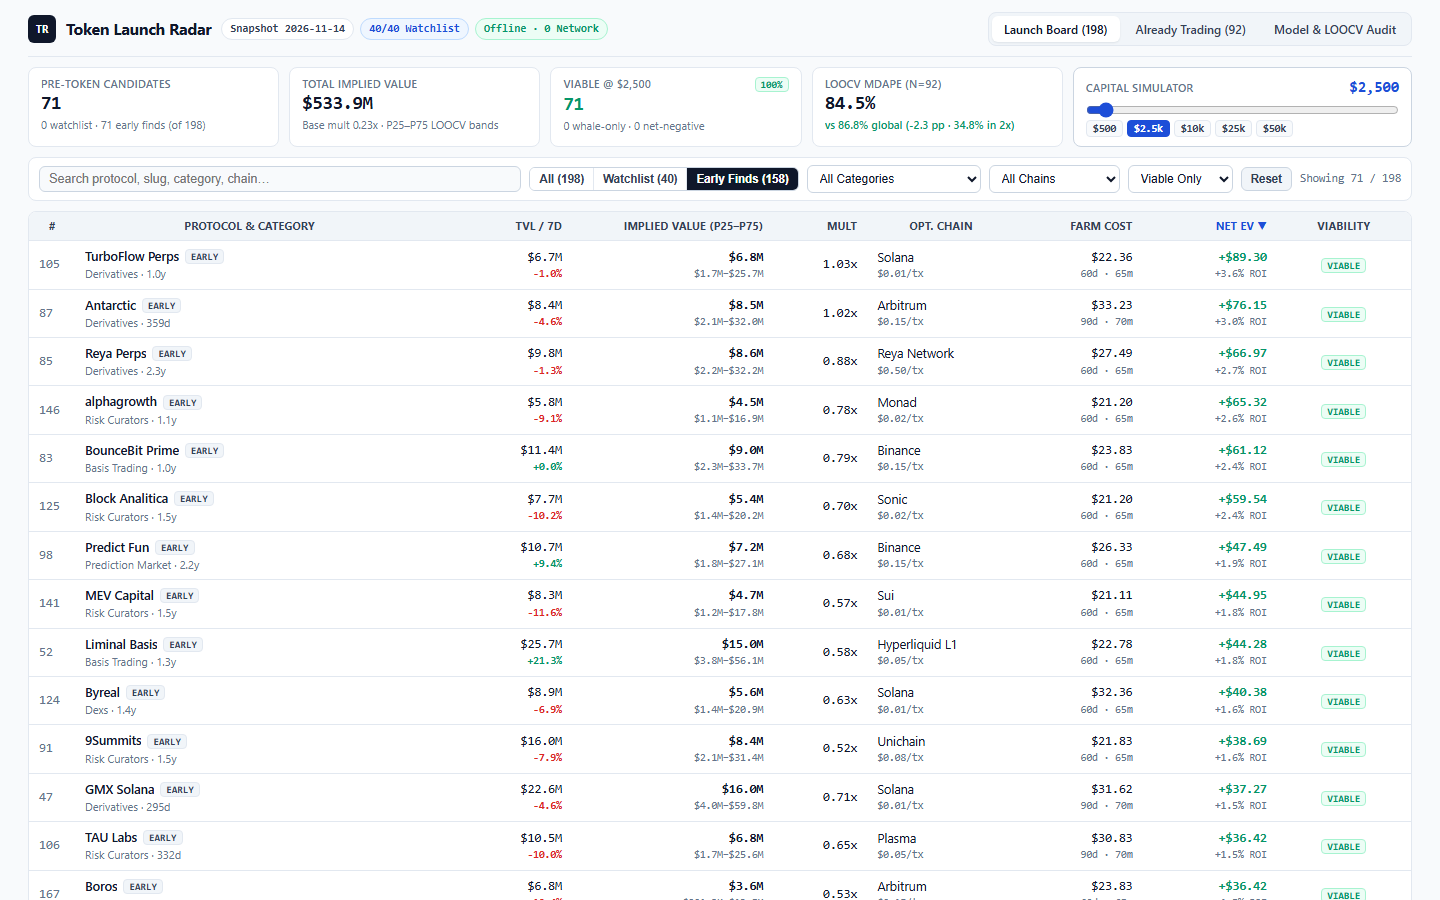 TR Token Launch Radar Snapshot 2026-11-14 40/40 Watchlist Offline · 0 Network Launch Board (198) Already Trading (92) Model & LOOCV Audit
PRE-TOKEN CANDIDATES
71
0 watchlist · 71 early finds (of 198)
TOTAL IMPLIED VALUE
$533.9M
Base mult 0.23x · P25–P75 LOOCV bands
VIABLE @ $2,500 100%
71
0 whale-only · 0 net-negative
LOOCV MDAPE (N=92)
84.5%
vs 86.8% global (-2.3 pp · 34.8% in 2x)
CAPITAL SIMULATOR $2,500
$500 $2.5k $10k $25k $50k
Search protocol, slug, category, chain… All (198) Watchlist (40) Early Finds (158) All Categories All Chains Viable Only Reset Showing 71 / 198
# PROTOCOL & CATEGORY TVL / 7D IMPLIED VALUE (P25–P75) MULT OPT. CHAIN FARM COST NET EV ▼ VIABILITY
105 TurboFlow Perps EARLY $6.7M $6.8M 1.03x Solana $22.36 +$89.30 VIABLE
Derivatives · 1.0y -1.0% $1.7M–$25.7M $0.01/tx 60d · 65m +3.6% ROI
87 Antarctic EARLY $8.4M $8.5M 1.02x Arbitrum $33.23 +$76.15 VIABLE
Derivatives · 359d -4.6% $2.1M–$32.0M $0.15/tx 90d · 70m +3.0% ROI
85 Reya Perps EARLY $9.8M $8.6M 0.88x Reya Network $27.49 +$66.97 VIABLE
Derivatives · 2.3y -1.3% $2.2M–$32.2M $0.50/tx 60d · 65m +2.7% ROI
146 alphagrowth EARLY $5.8M $4.5M 0.78x Monad $21.20 +$65.32 VIABLE
Risk Curators · 1.1y -9.1% $1.1M–$16.9M $0.02/tx 60d · 65m +2.6% ROI
83 BounceBit Prime EARLY $11.4M $9.0M 0.79x Binance $23.83 +$61.12 VIABLE
Basis Trading · 1.0y +0.0% $2.3M–$33.7M $0.15/tx 60d · 65m +2.4% ROI
125 Block Analitica EARLY $7.7M $5.4M 0.70x Sonic $21.20 +$59.54 VIABLE
Risk Curators · 1.5y -10.2% $1.4M–$20.2M $0.02/tx 60d · 65m +2.4% ROI
98 Predict Fun EARLY $10.7M $7.2M 0.68x Binance $26.33 +$47.49 VIABLE
Prediction Market · 2.2y +9.4% $1.8M–$27.1M $0.15/tx 60d · 65m +1.9% ROI
141 MEV Capital EARLY $8.3M $4.7M 0.57x Sui $21.11 +$44.95 VIABLE
Risk Curators · 1.5y -11.6% $1.2M–$17.8M $0.01/tx 60d · 65m +1.8% ROI
52 Liminal Basis EARLY $25.7M $15.0M 0.58x Hyperliquid L1 $22.78 +$44.28 VIABLE
Basis Trading · 1.3y +21.3% $3.8M–$56.1M $0.05/tx 60d · 65m +1.8% ROI
124 Byreal EARLY $8.9M $5.6M 0.63x Solana $32.36 +$40.38 VIABLE
Dexs · 1.4y -6.9% $1.4M–$20.9M $0.01/tx 90d · 70m +1.6% ROI
91 9Summits EARLY $16.0M $8.4M 0.52x Unichain $21.83 +$38.69 VIABLE
Risk Curators · 1.5y -7.9% $2.1M–$31.4M $0.08/tx 60d · 65m +1.6% ROI
47 GMX Solana EARLY $22.6M $16.0M 0.71x Solana $31.62 +$37.27 VIABLE
Derivatives · 295d -4.6% $4.0M–$59.8M $0.01/tx 90d · 70m +1.5% ROI
106 TAU Labs EARLY $10.5M $6.8M 0.65x Plasma $30.83 +$36.42 VIABLE
Risk Curators · 332d -10.0% $1.7M–$25.6M $0.05/tx 90d · 70m +1.5% ROI
167 Boros EARLY $6.8M $3.6M 0.53x Arbitrum $23.83 +$36.42 VIABLE